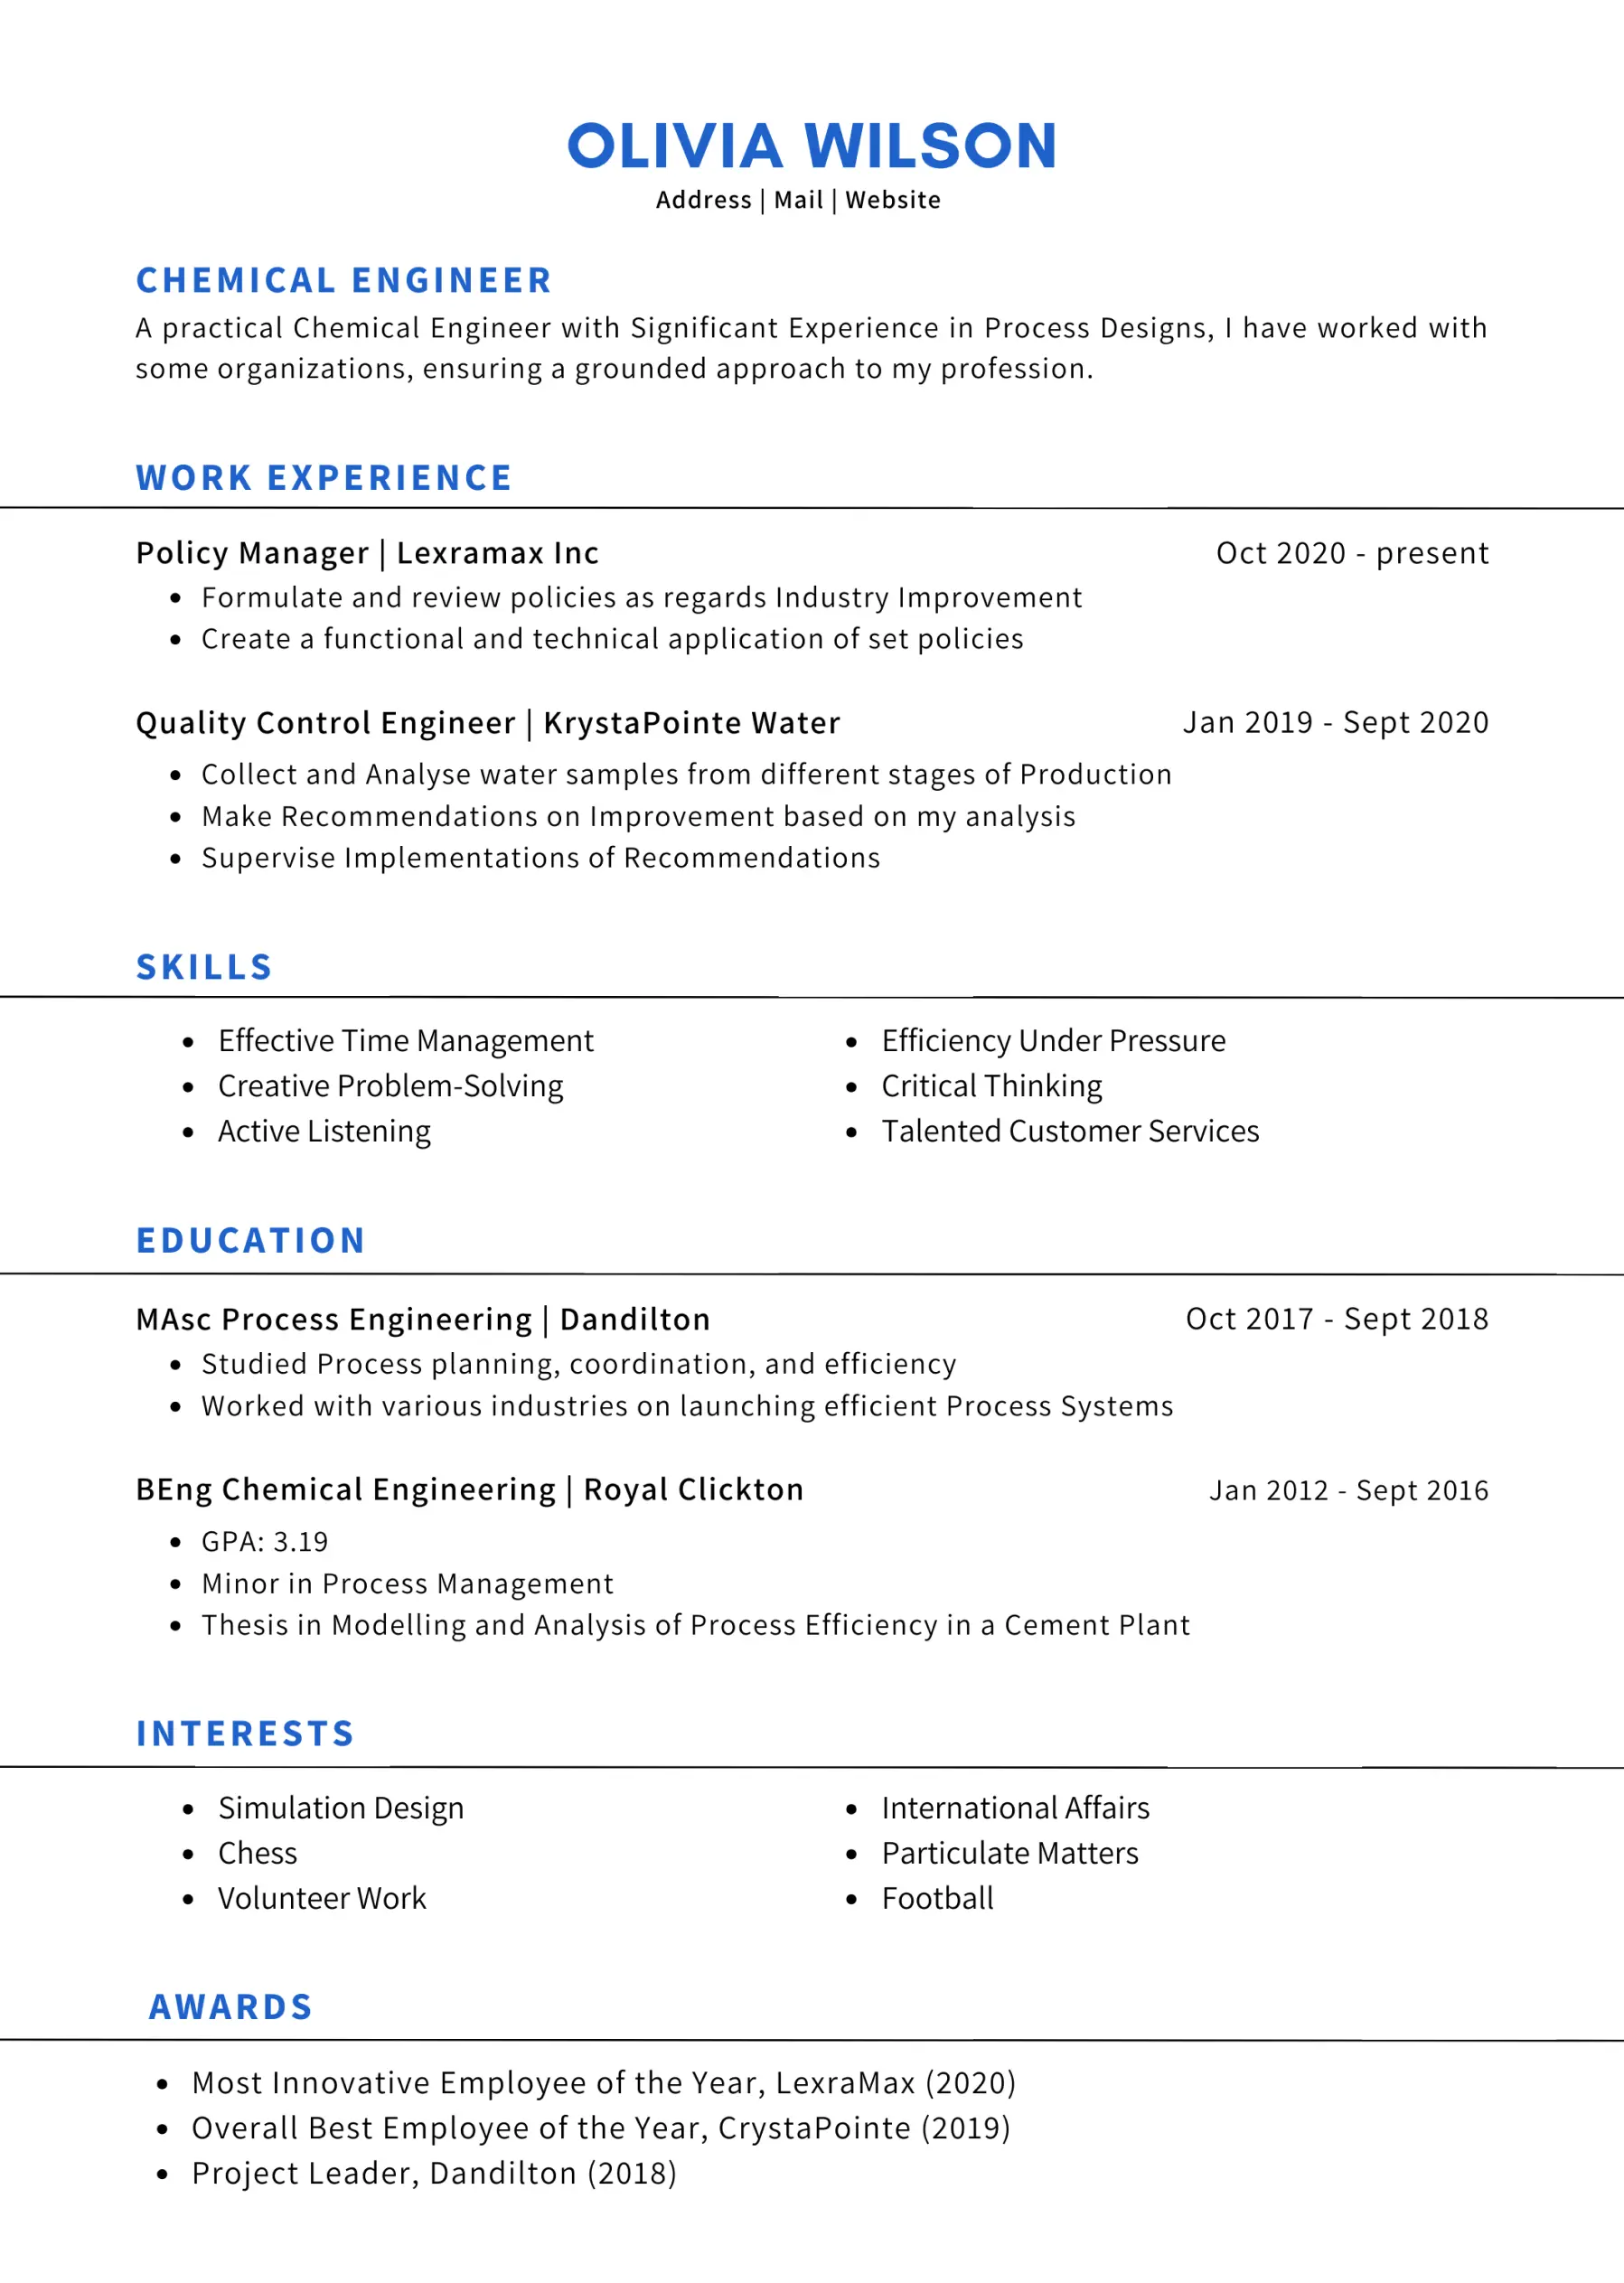 OLIVIA WILSON
Address | Mail | Website
CHEMICAL ENGINEER
A practical Chemical Engineer with Significant Experience in Process Designs, I have worked with
some organizations, ensuring a grounded approach to my profession.
WORK EXPERIENCE
Policy Manager | Lexramax Inc Oct 2020 - present
• Formulate and review policies as regards Industry Improvement
• Create a functional and technical application of set policies
Quality Control Engineer | KrystaPointe Water Jan 2019 - Sept 2020
• Collect and Analyse water samples from different stages of Production
• Make Recommendations on Improvement based on my analysis
• Supervise Implementations of Recommendations
SKILLS
• Effective Time Management
• Creative Problem-Solving
• Active Listening
• Efficiency Under Pressure
• Critical Thinking
• Talented Customer Services
EDUCATION
MAsc Process Engineering | Dandilton Oct 2017 - Sept 2018
• Studied Process planning, coordination, and efficiency
• Worked with various industries on launching efficient Process Systems
BEng Chemical Engineering | Royal Clickton Jan 2012 - Sept 2016
• GPA: 3.19
• Minor in Process Management
• Thesis in Modelling and Analysis of Process Efficiency in a Cement Plant
INTERESTS
• Simulation Design
• Chess
• Volunteer Work
• International Affairs
• Particulate Matters
• Football
AWARDS
• Most Innovative Employee of the Year, LexraMax (2020)
• Overall Best Employee of the Year, CrystaPointe (2019)
• Project Leader, Dandilton (2018)